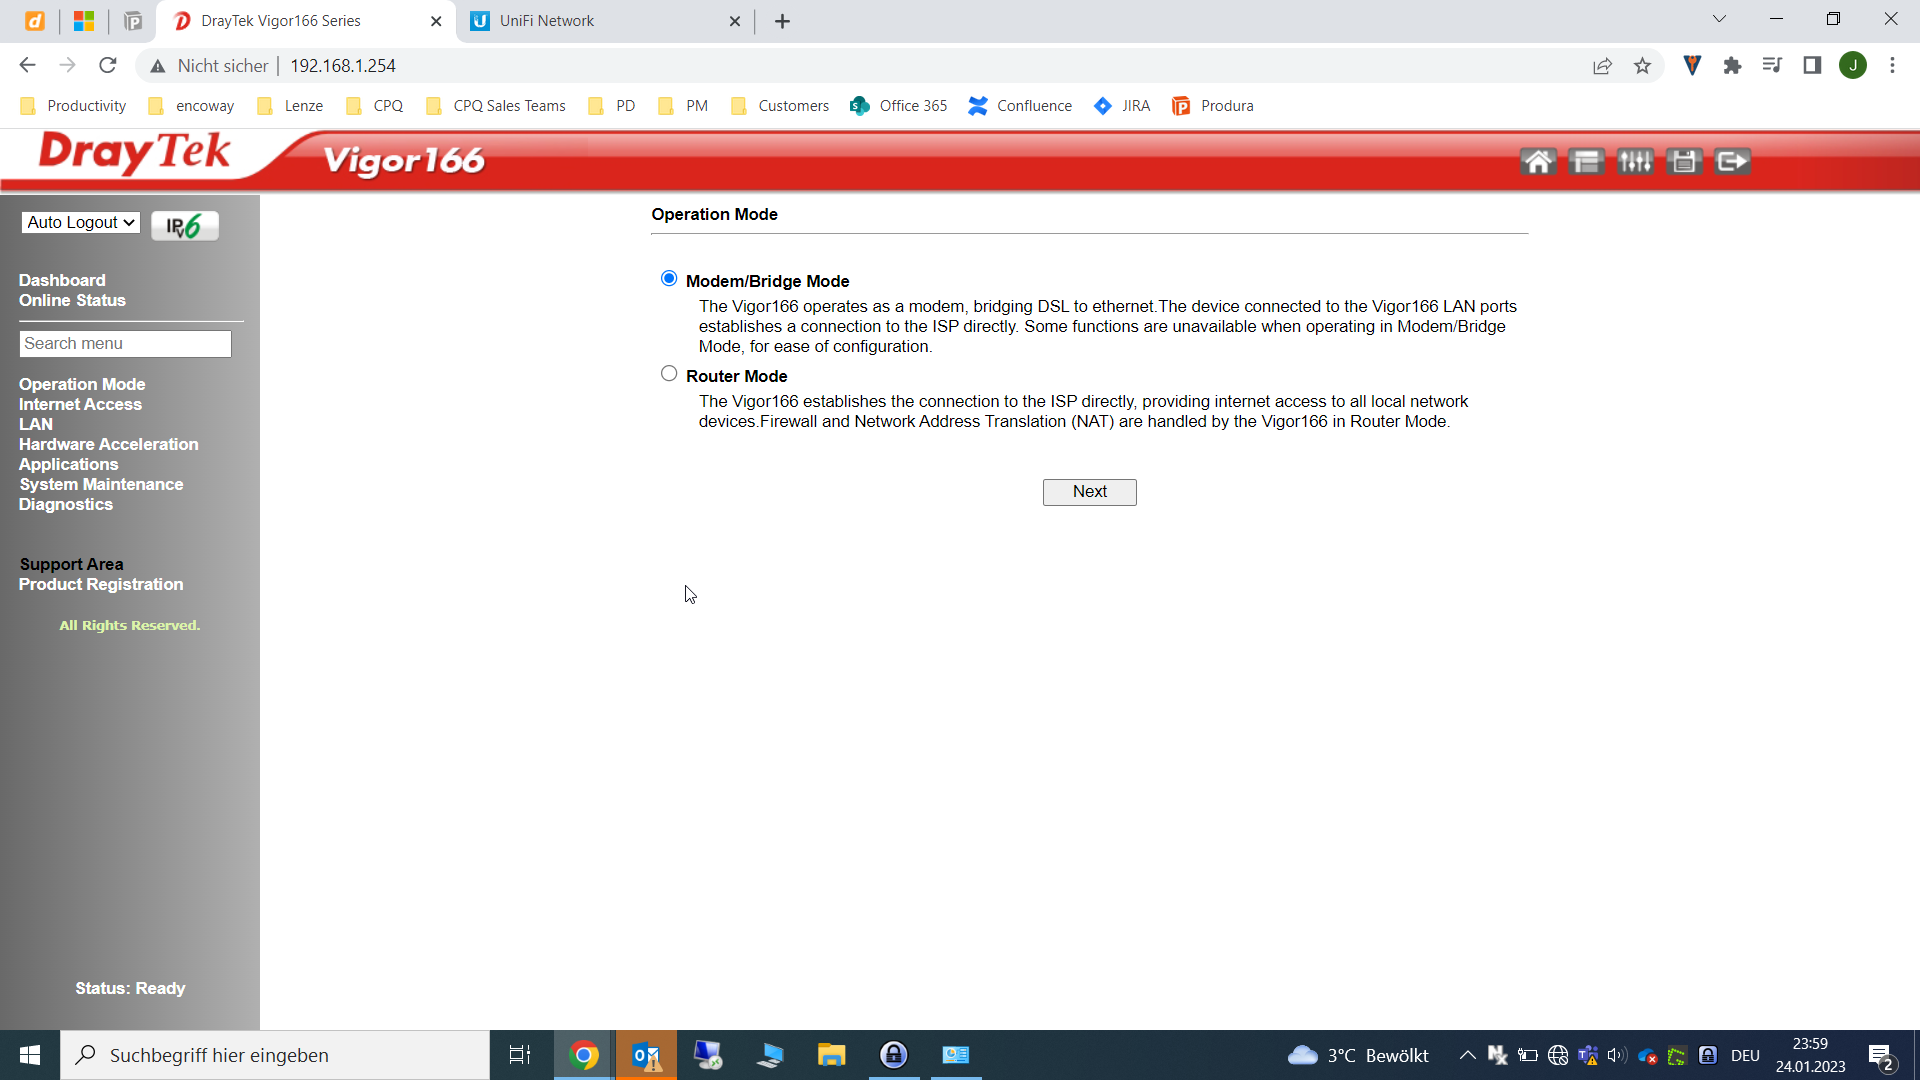 DrayTek Vigor166 Series
UniFi Network
Nicht sicher
192.168.1.254
J
Productivity
encoway
Lenze
CPQ
CPQ Sales Teams
PD
PM
Customers
Office 365
Confluence
JIRA
Produra
DrayTek
Vigor166
Auto Logout
IPv6
Dashboard
Online Status
Search menu
Operation Mode
Internet Access
LAN
Hardware Acceleration
Applications
System Maintenance
Diagnostics
Support Area
Product Registration
All Rights Reserved.
Status: Ready
Operation Mode
Modem/Bridge Mode
The Vigor166 operates as a modem, bridging DSL to ethernet.The device connected to the Vigor166 LAN ports
establishes a connection to the ISP directly. Some functions are unavailable when operating in Modem/Bridge
Mode, for ease of configuration.
Router Mode
The Vigor166 establishes the connection to the ISP directly, providing internet access to all local network
devices.Firewall and Network Address Translation (NAT) are handled by the Vigor166 in Router Mode.
Next
Suchbegriff hier eingeben
3°C Bewölkt
DEU
23:59
24.01.2023
2